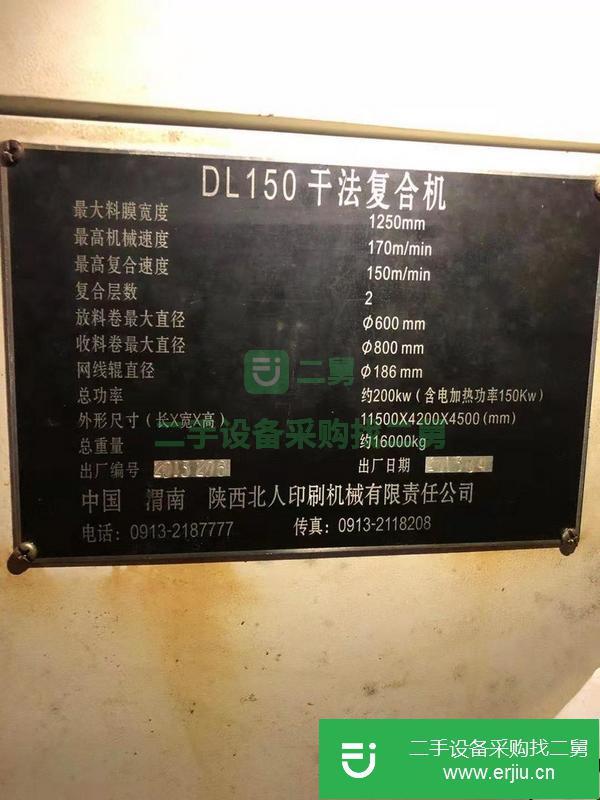 DL150 干法复合机
最大料膜宽度 1250mm
最高机械速度 170m/min
最高复合速度 150m/min
复合层数 2
放料卷最大直径 Φ600mm
收料卷最大直径 Φ800mm
网线辊直径 Φ186mm
总功率 约200kw(含电加热功率150Kw)
外形尺寸(长X宽X高) 11500X4200X4500(mm)
总重量 约16000kg
出厂编号 出厂日期
中国 渭南 陕西北人印刷机械有限责任公司
电话: 0913-2187777 传真: 0913-2118208
二舅
二手设备采购找二舅
二手设备采购找二舅
www.erjiu.cn